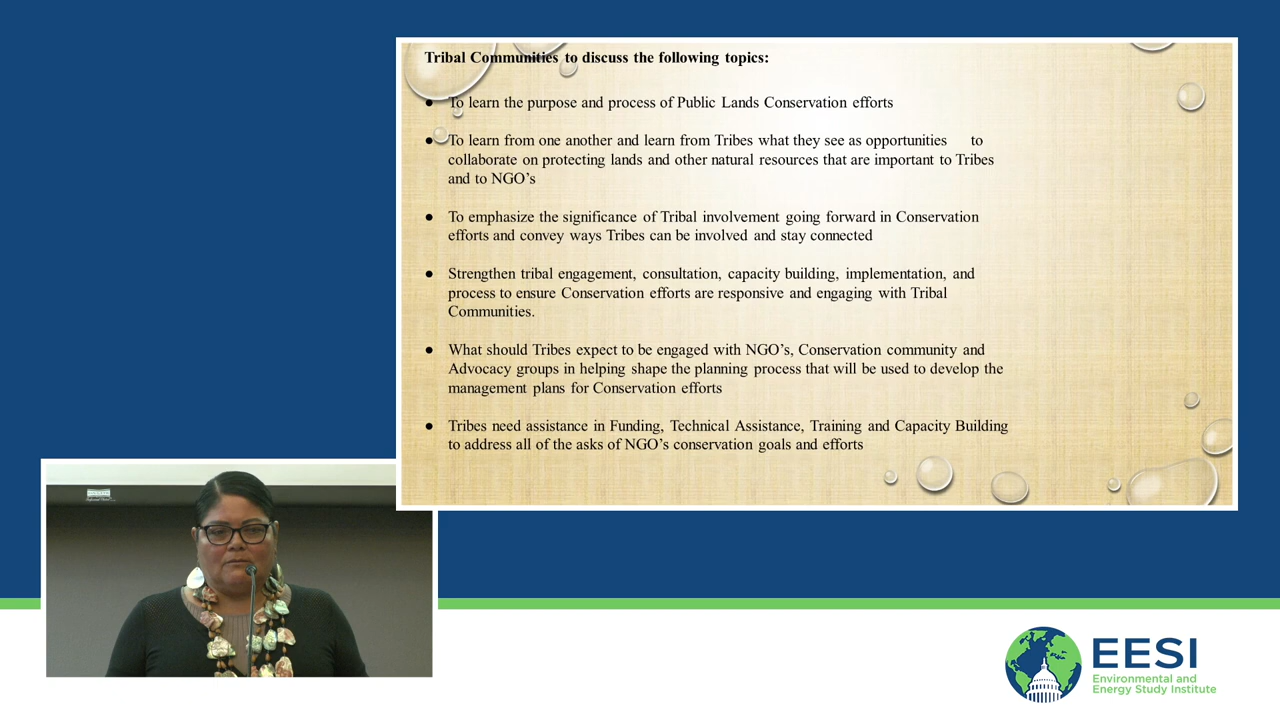 Tribal Communities to discuss the following topics:
● To learn the purpose and process of Public Lands Conservation efforts
● To learn from one another and learn from Tribes what they see as opportunities to
collaborate on protecting lands and other natural resources that are important to Tribes
and to NGO's
● To emphasize the significance of Tribal involvement going forward in Conservation
efforts and convey ways Tribes can be involved and stay connected
● Strengthen tribal engagement, consultation, capacity building, implementation, and
process to ensure Conservation efforts are responsive and engaging with Tribal
Communities.
● What should Tribes expect to be engaged with NGO's, Conservation community and
Advocacy groups in helping shape the planning process that will be used to develop the
management plans for Conservation efforts
● Tribes need assistance in Funding, Technical Assistance, Training and Capacity Building
to address all of the asks of NGO's conservation goals and efforts
EESI
Environmental and
Energy Study Institute